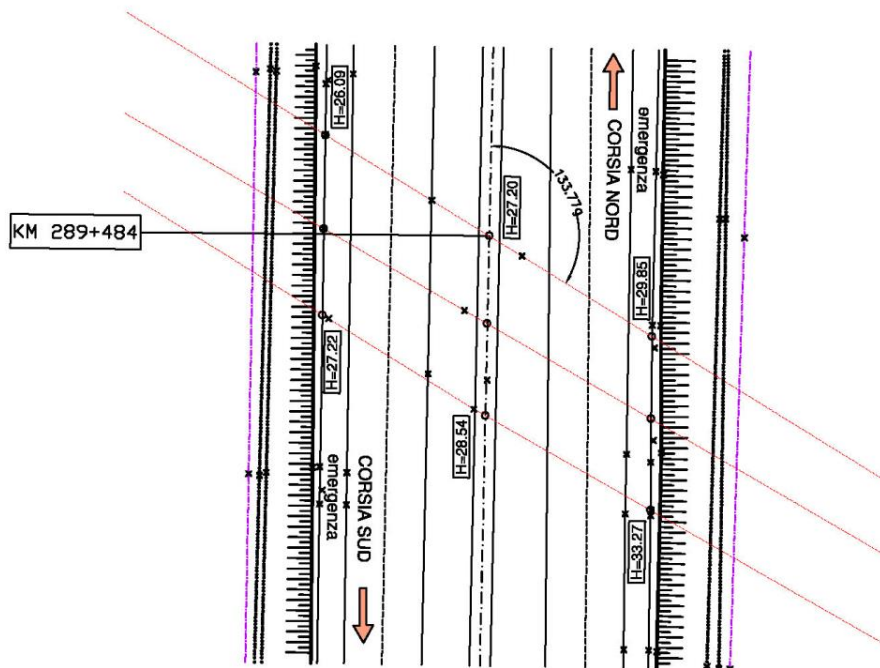 H=26.09
KM 289+484
H=27.20
133.77g
CORSIA NORD
emergenza
H=29.85
H=27.22
H=28.54
CORSIA SUD
emergenza
H=33.27